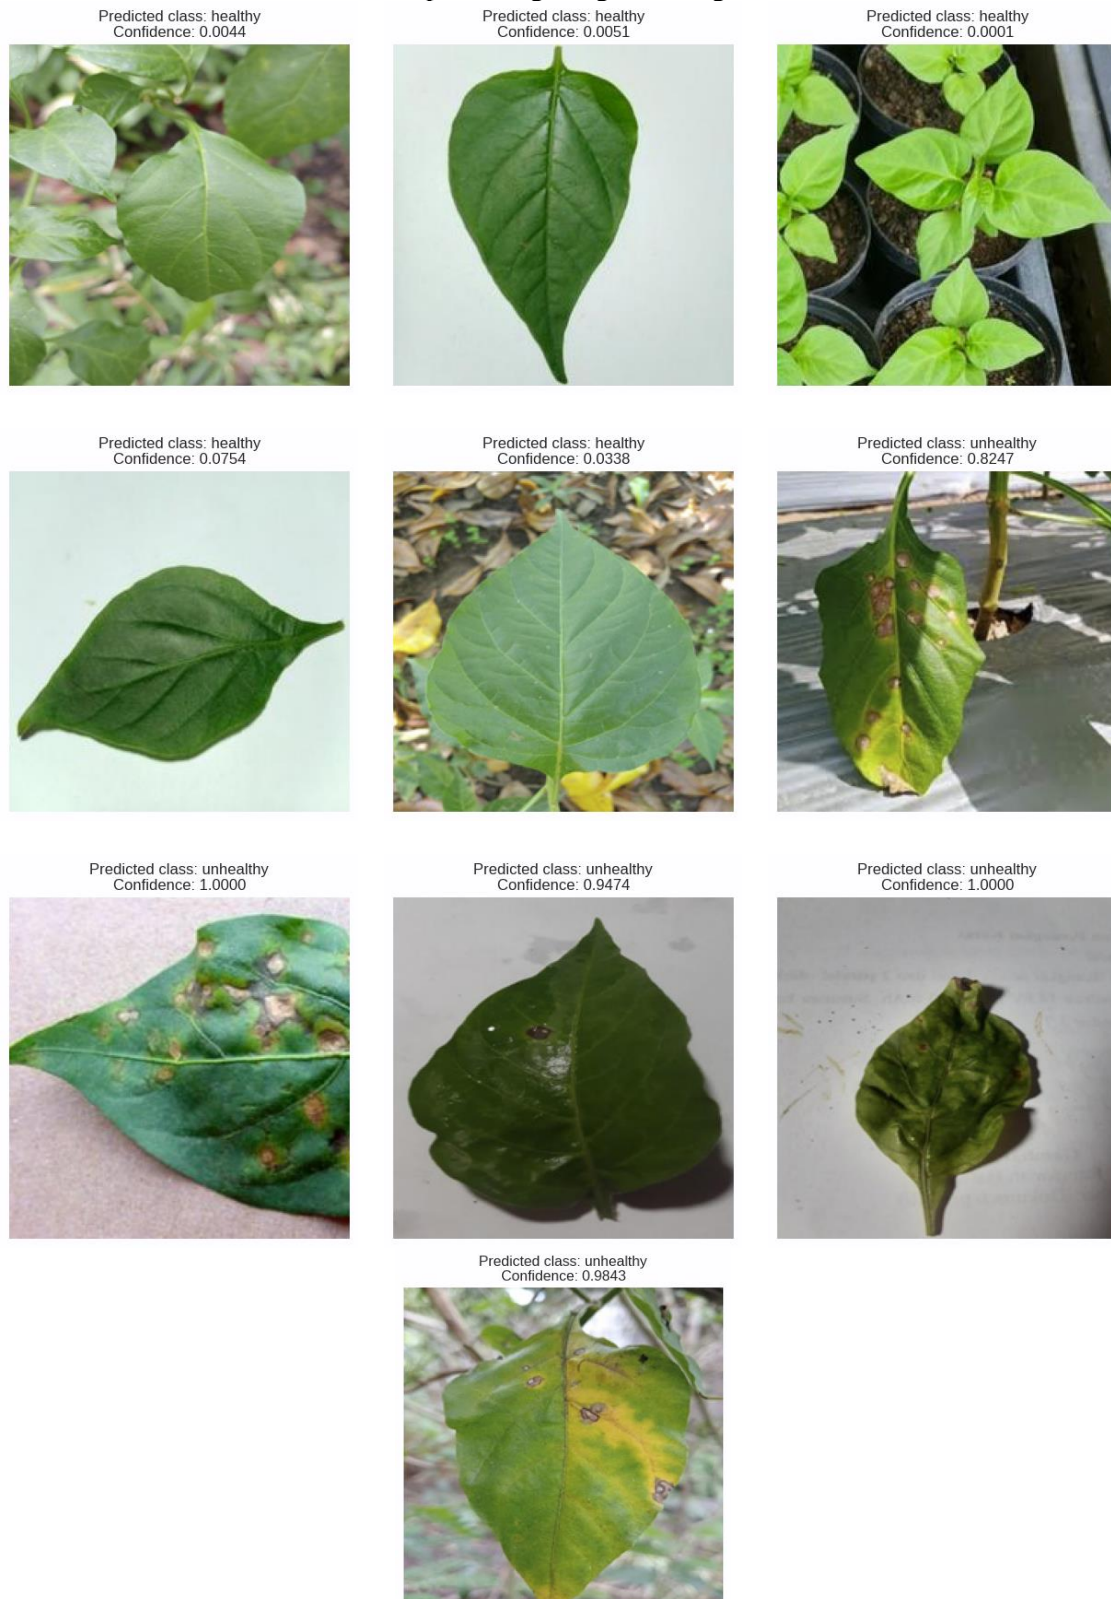 Predicted class: healthy
Confidence: 0.0044
Predicted class: healthy
Confidence: 0.0051
Predicted class: healthy
Confidence: 0.0001
Predicted class: healthy
Confidence: 0.0754
Predicted class: healthy
Confidence: 0.0338
Predicted class: unhealthy
Confidence: 0.8247
Predicted class: unhealthy
Confidence: 1.0000
Predicted class: unhealthy
Confidence: 0.9474
Predicted class: unhealthy
Confidence: 1.0000
Predicted class: unhealthy
Confidence: 0.9843